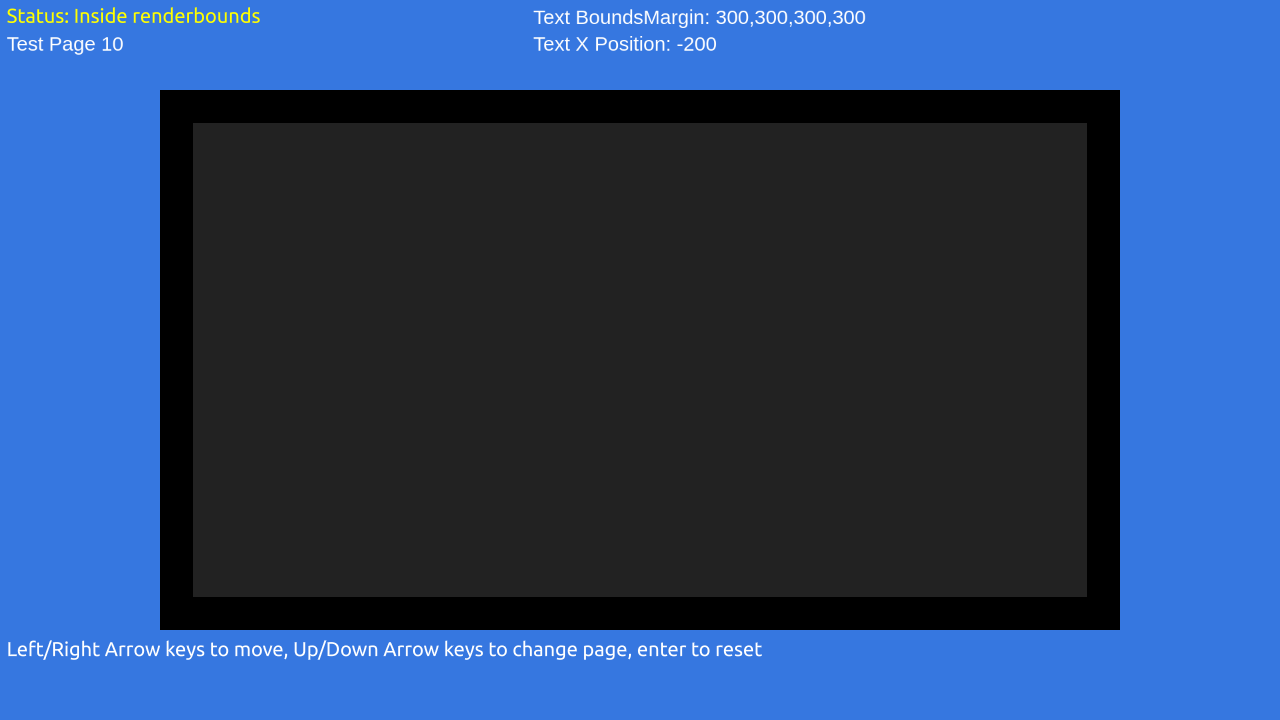 Status: Inside renderbounds
Test Page 10
Text BoundsMargin: 300,300,300,300
Text X Position: -200
Left/Right Arrow keys to move, Up/Down Arrow keys to change page, enter to reset